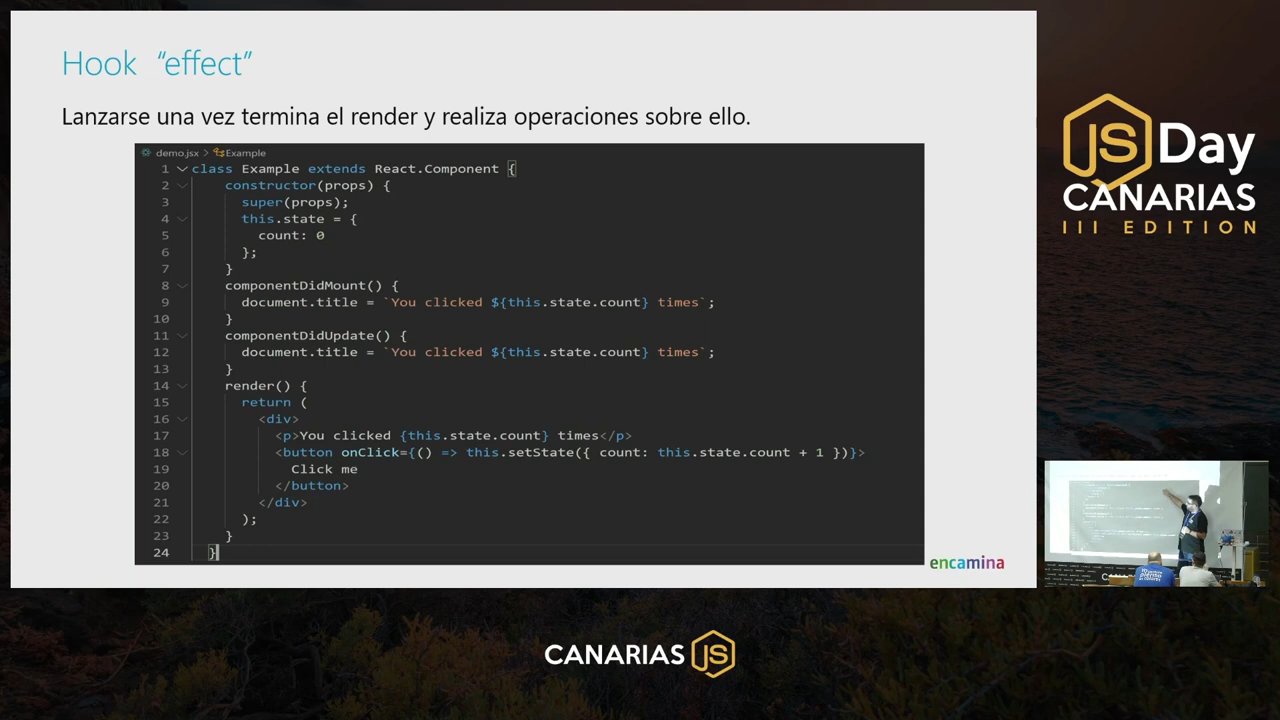 Hook "effect"
Lanzarse una vez termina el render y realiza operaciones sobre ello.
demo.jsx > Example
1 class Example extends React.Component {
2 constructor(props) {
3 super(props);
4 this.state = {
5 count: 0
6 };
7 }
8 componentDidMount() {
9 document.title = `You clicked ${this.state.count} times`;
10 }
11 componentDidUpdate() {
12 document.title = `You clicked ${this.state.count} times`;
13 }
14 render() {
15 return (
16 <div>
17 <p>You clicked {this.state.count} times</p>
18 <button onClick={() => this.setState({ count: this.state.count + 1 })}>
19 Click me
20 </button>
21 </div>
22 );
23 }
24 }
encamina
JS Day
CANARIAS
III EDITION
CANARIAS JS